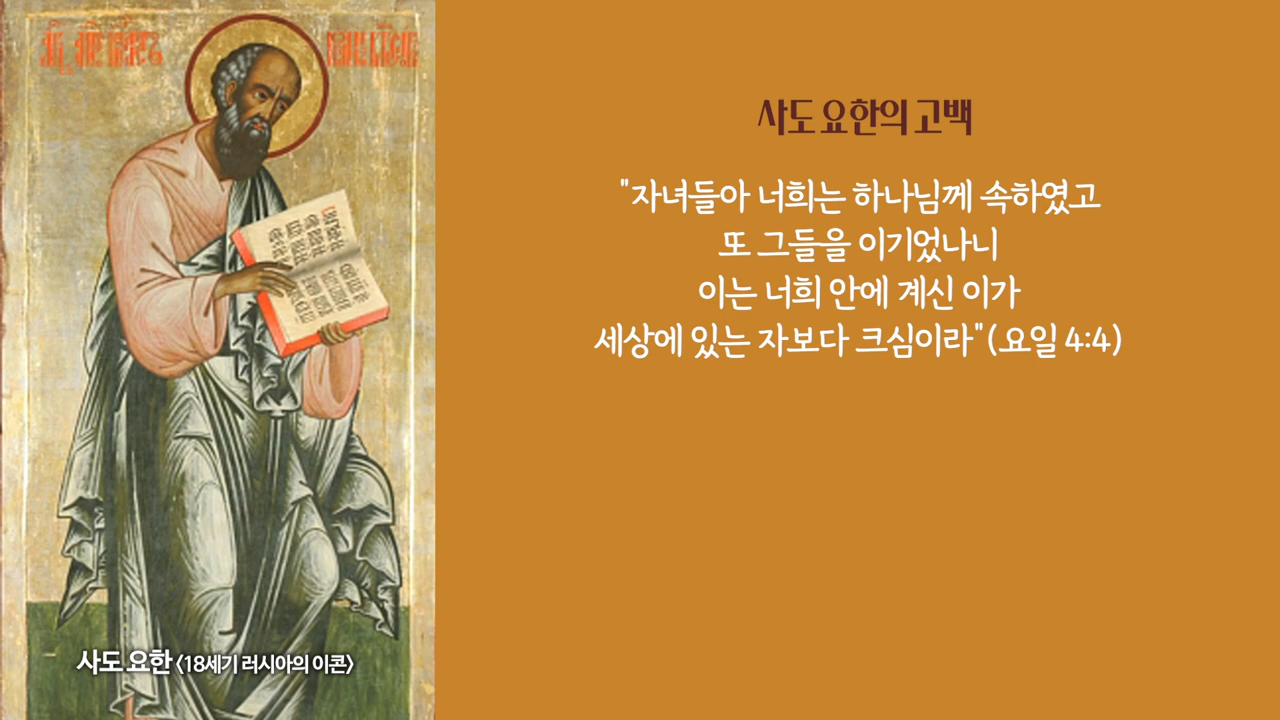 사도 요한의 고백
"자녀들아 너희는 하나님께 속하였고
또 그들을 이기었나니
이는 너희 안에 계신 이가
세상에 있는 자보다 크심이라"(요일 4:4)
사도 요한 <18세기 러시아의 이콘>